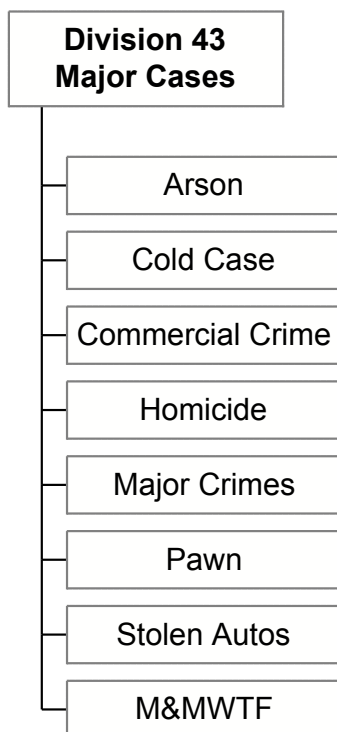 Division 43
Major Cases
Arson
Cold Case
Commercial Crime
Homicide
Major Crimes
Pawn
Stolen Autos
M&MWTF